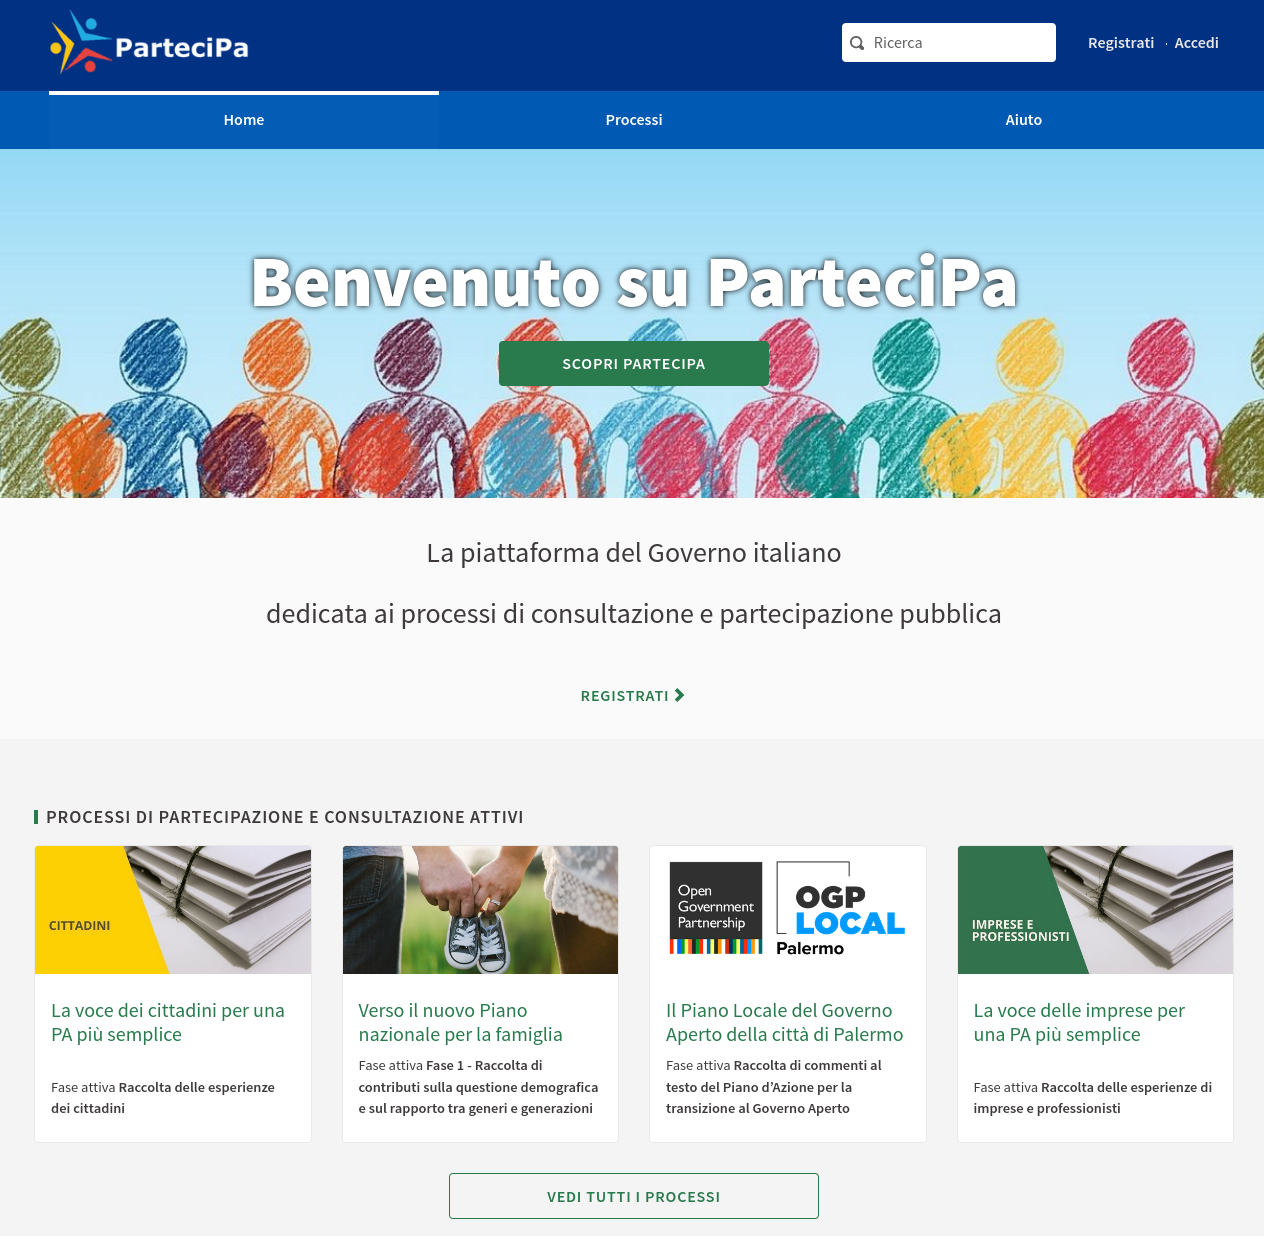 ParteciPa
Ricerca
Registrati · Accedi
Home
Processi
Aiuto
Benvenuto su ParteciPa
SCOPRI PARTECIPA
La piattaforma del Governo italiano
dedicata ai processi di consultazione e partecipazione pubblica
REGISTRATI
PROCESSI DI PARTECIPAZIONE E CONSULTAZIONE ATTIVI
CITTADINI
La voce dei cittadini per una
PA più semplice
Fase attiva Raccolta delle esperienze
dei cittadini
Verso il nuovo Piano
nazionale per la famiglia
Fase attiva Fase 1 - Raccolta di
contributi sulla questione demografica
e sul rapporto tra generi e generazioni
Open
Government
Partnership
OGP
LOCAL
Palermo
Il Piano Locale del Governo
Aperto della città di Palermo
Fase attiva Raccolta di commenti al
testo del Piano d’Azione per la
transizione al Governo Aperto
IMPRESE E
PROFESSIONISTI
La voce delle imprese per
una PA più semplice
Fase attiva Raccolta delle esperienze di
imprese e professionisti
VEDI TUTTI I PROCESSI